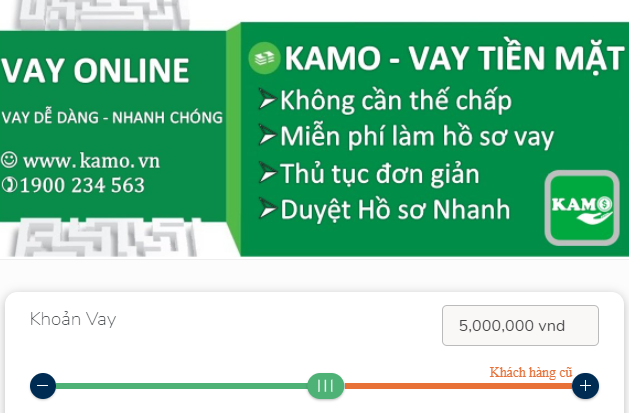 VAY ONLINE
VAY DỄ DÀNG - NHANH CHÓNG
www.kamo.vn
1900 234 563
KAMO - VAY TIỀN MẶT
Không cần thế chấp
Miễn phí làm hồ sơ vay
Thủ tục đơn giản
Duyệt Hồ sơ Nhanh
KAMO
Khoản Vay
5,000,000 vnd
Khách hàng cũ